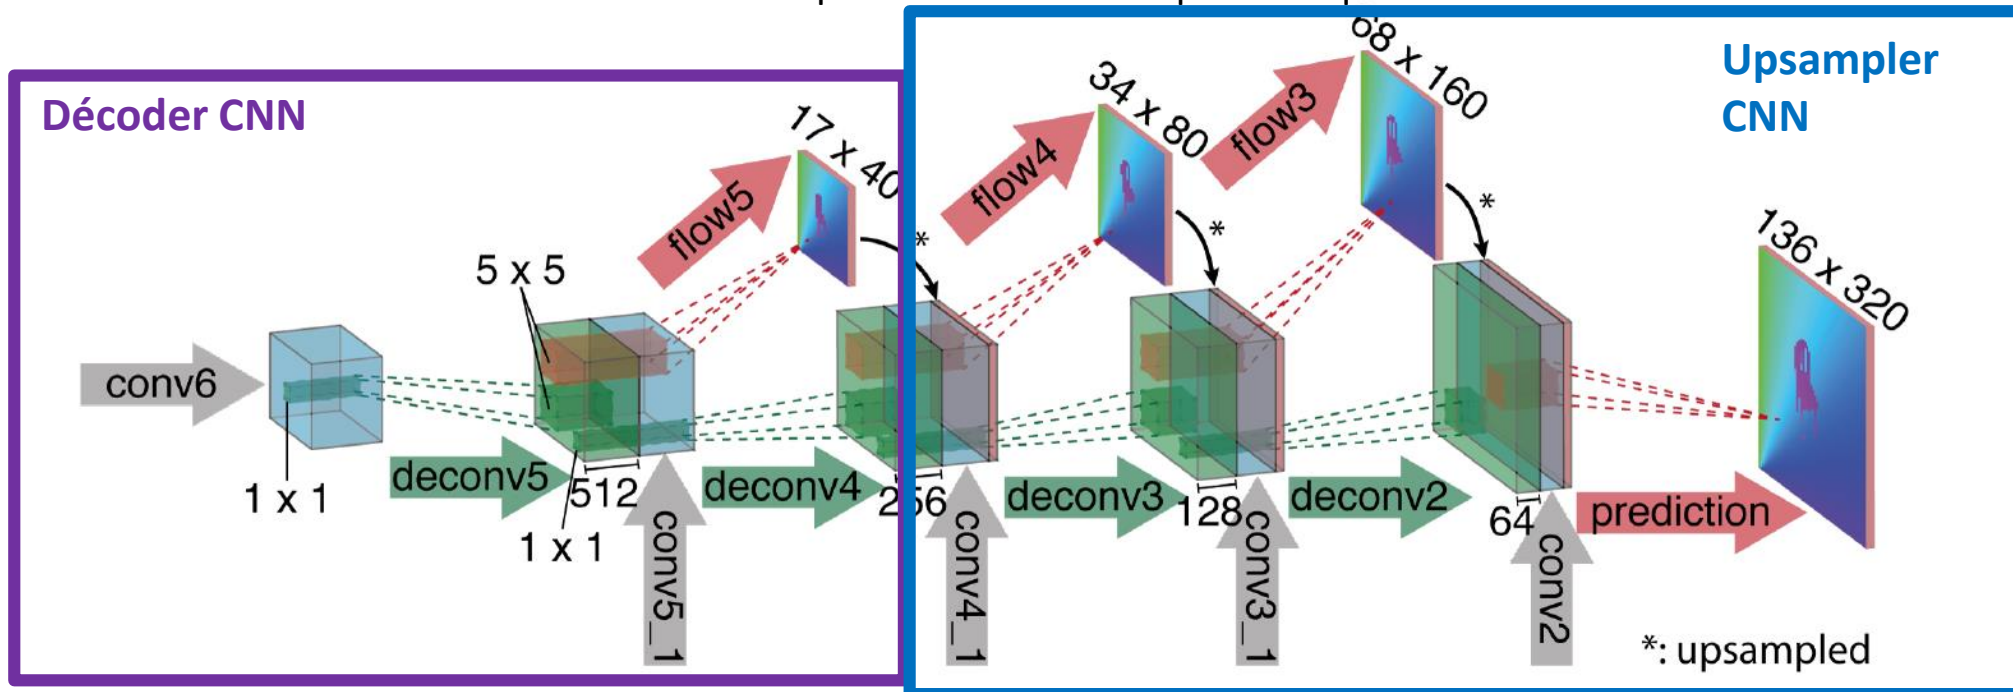 Décoder CNN
Upsampler
CNN
conv6
1 x 1
5 x 5
deconv5
512
1 x 1
conv5_1
flow5
17 x 40
*
deconv4
256
conv4_1
flow4
34 x 80
*
deconv3
128
conv3_1
flow3
68 x 160
*
deconv2
64
conv2
prediction
136 x 320
*: upsampled